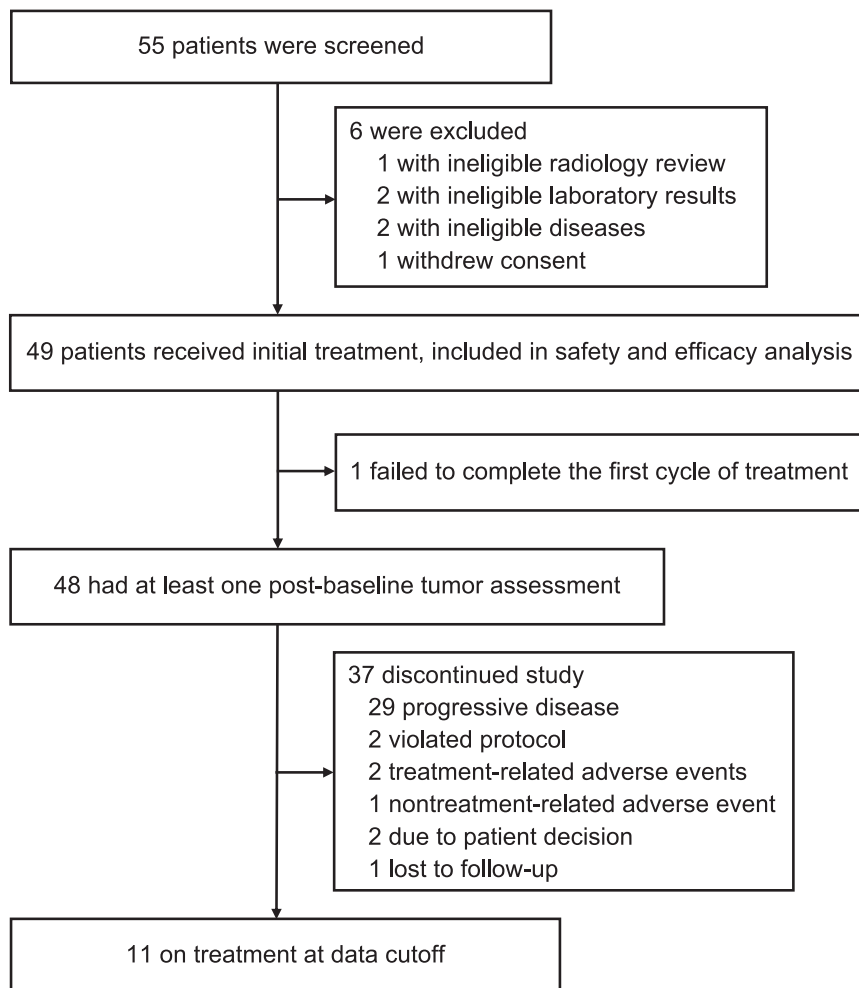 55 patients were screened
6 were excluded
1 with ineligible radiology review
2 with ineligible laboratory results
2 with ineligible diseases
1 withdrew consent
49 patients received initial treatment, included in safety and efficacy analysis
1 failed to complete the first cycle of treatment
48 had at least one post-baseline tumor assessment
37 discontinued study
29 progressive disease
2 violated protocol
2 treatment-related adverse events
1 nontreatment-related adverse event
2 due to patient decision
1 lost to follow-up
11 on treatment at data cutoff